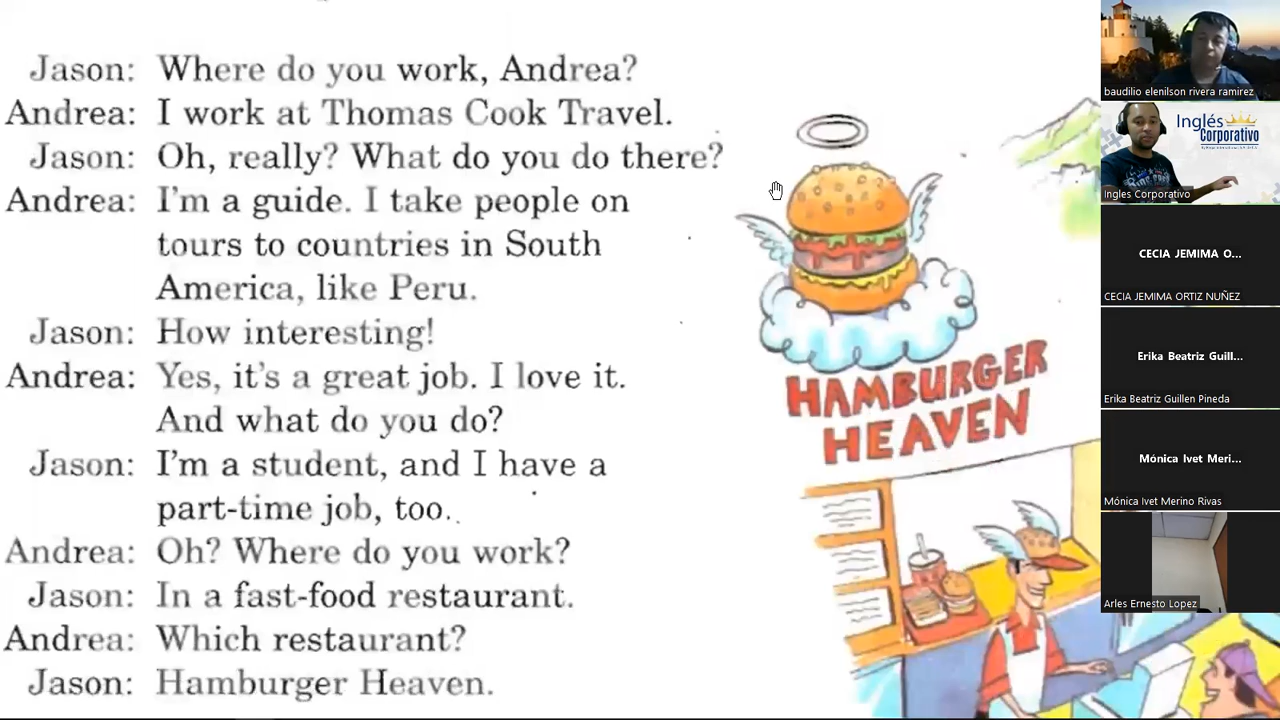 Jason: Where do you work, Andrea?
Andrea: I work at Thomas Cook Travel.
Jason: Oh, really? What do you do there?
Andrea: I'm a guide. I take people on
tours to countries in South
America, like Peru.
Jason: How interesting!
Andrea: Yes, it's a great job. I love it.
And what do you do?
Jason: I'm a student, and I have a
part-time job, too.
Andrea: Oh? Where do you work?
Jason: In a fast-food restaurant.
Andrea: Which restaurant?
Jason: Hamburger Heaven.
HAMBURGER
HEAVEN
baudilio elenilson rivera ramirez
Inglés
Corporativo
Ingles Corporativo
CECIA JEMIMA O...
CECIA JEMIMA ORTIZ NUÑEZ
Erika Beatriz Guill...
Erika Beatriz Guillen Pineda
Mónica Ivet Meri...
Mónica Ivet Merino Rivas
Arles Ernesto Lopez